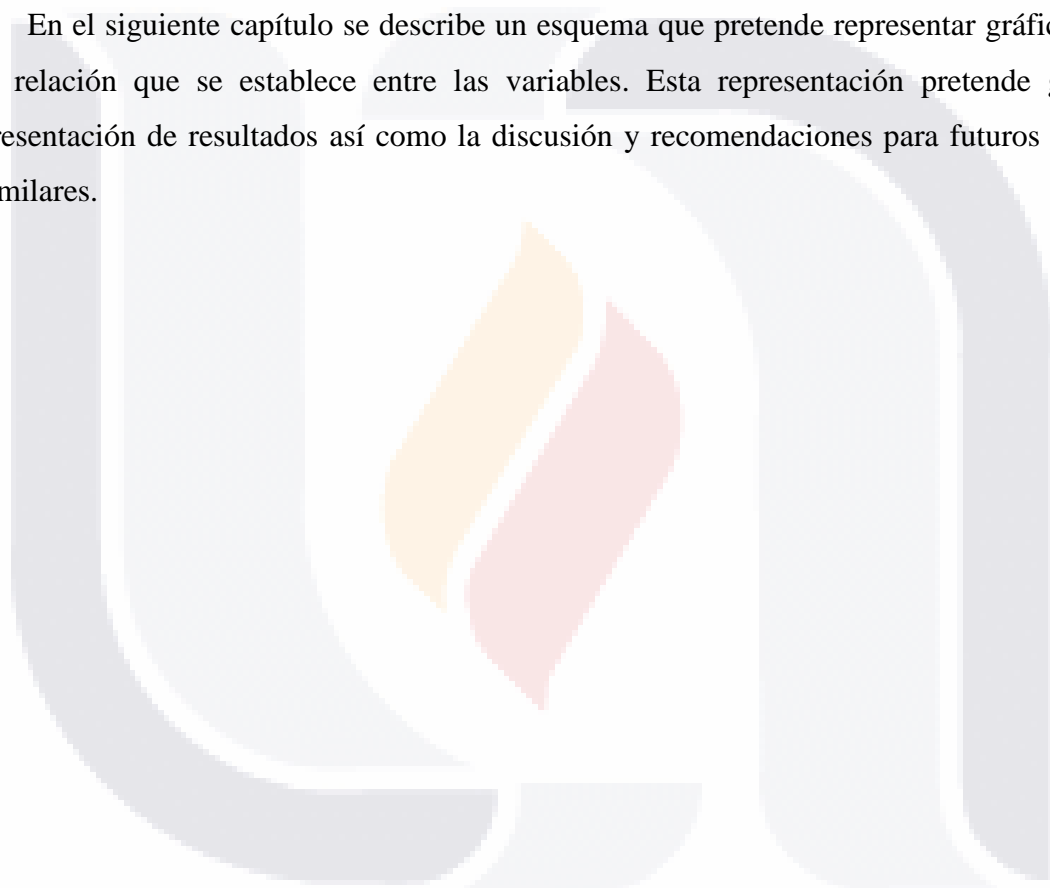 En el siguiente capítulo se describe un esquema que pretende representar gráfic
relación que se establece entre las variables. Esta representación pretende
resentación de resultados así como la discusión y recomendaciones para futuros
milares.